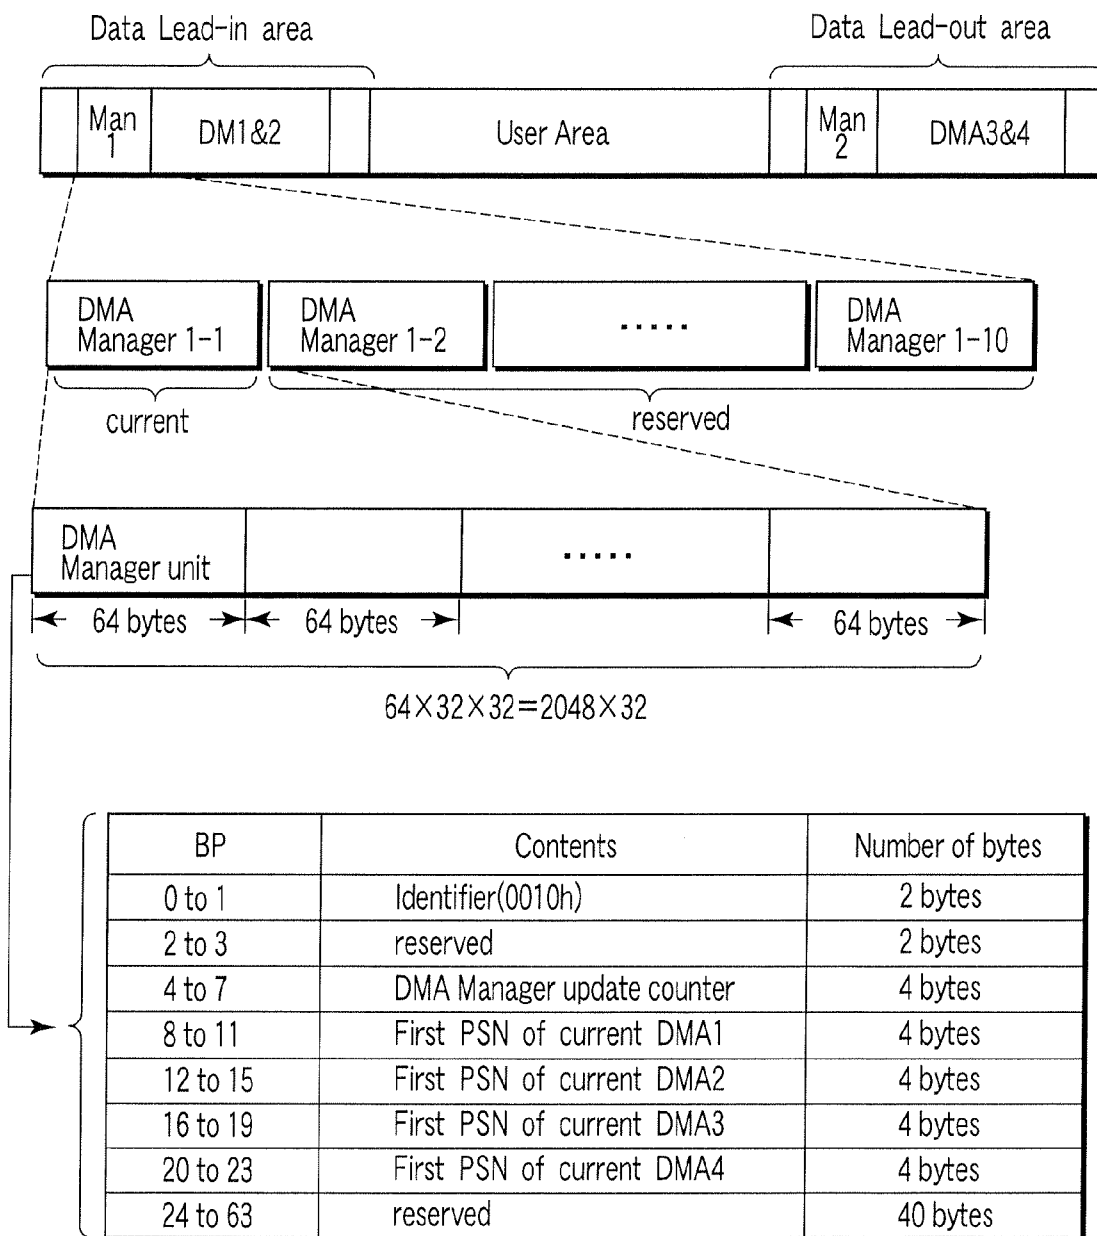 Data Lead-in area
Data Lead-out area
Man 1
DM1&2
User Area
Man 2
DMA3&4
DMA
Manager 1-1
DMA
Manager 1-2
.....
DMA
Manager 1-10
current
reserved
DMA
Manager unit
.....
64 bytes
64 bytes
64 bytes
64×32×32=2048×32
BP Contents Number of bytes
0 to 1 Identifier(0010h) 2 bytes
2 to 3 reserved 2 bytes
4 to 7 DMA Manager update counter 4 bytes
8 to 11 First PSN of current DMA1 4 bytes
12 to 15 First PSN of current DMA2 4 bytes
16 to 19 First PSN of current DMA3 4 bytes
20 to 23 First PSN of current DMA4 4 bytes
24 to 63 reserved 40 bytes